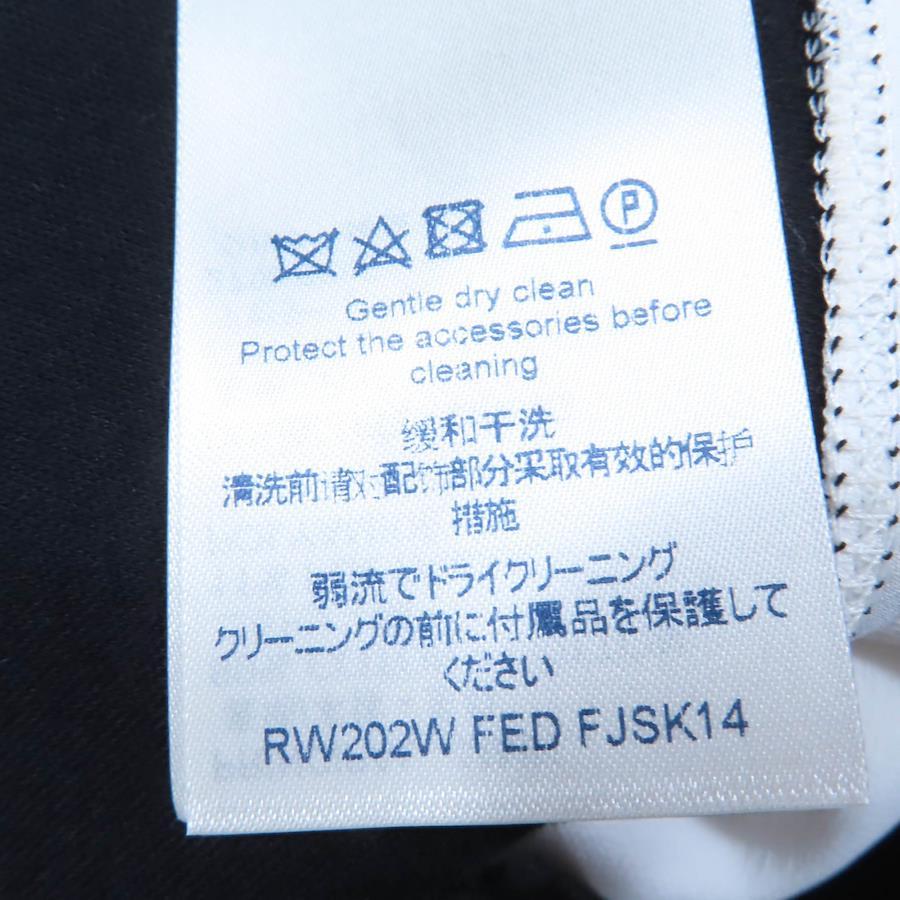 P
Gentle dry clean
Protect the accessories before
cleaning
缓和干洗
清洗前请对配饰部分采取有效的保护
措施
弱流でドライクリーニング
クリーニングの前に付属品を保護して
ください
RW202W FED FJSK14